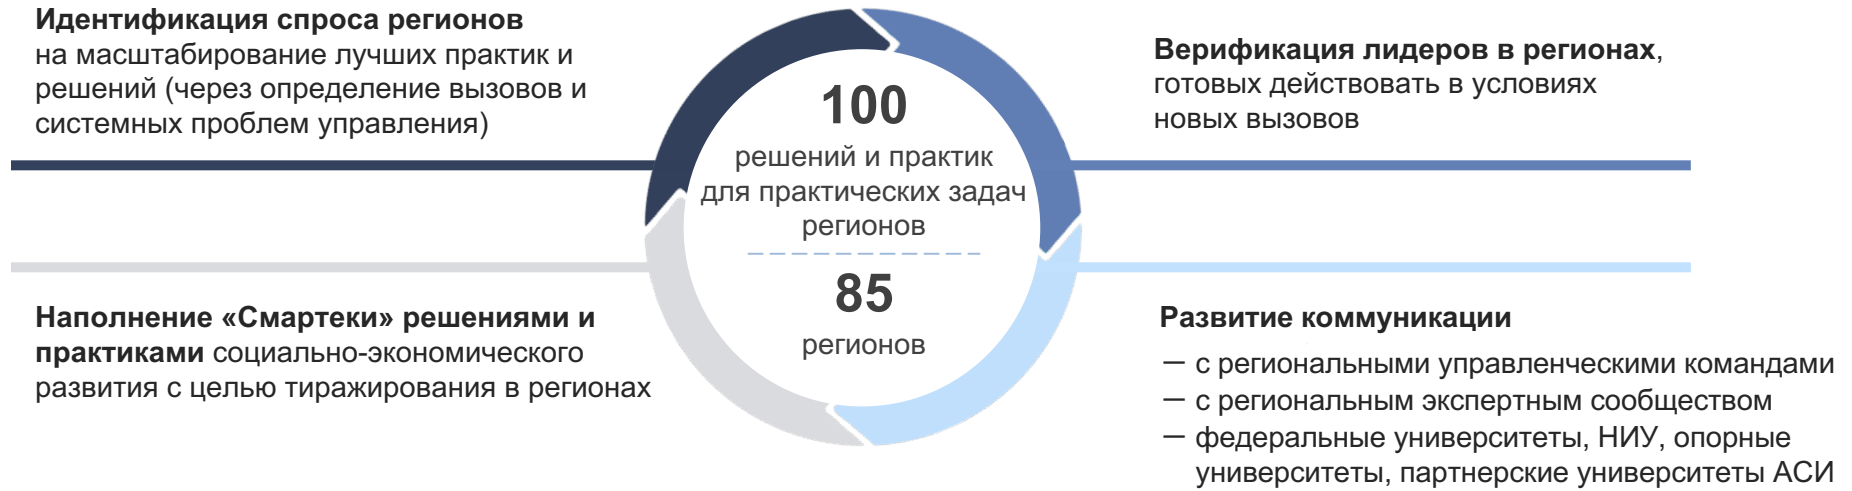 Идентификация спроса регионов
на масштабирование лучших практик и
решений (через определение вызовов и
системных проблем управления)
Верификация лидеров в регионах,
готовых действовать в условиях
новых вызовов
100
решений и практик
для практических задач
регионов
85
регионов
Наполнение «Смартеки» решениями и
практиками социально-экономического
развития с целью тиражирования в регионах
Развитие коммуникации
— с региональными управленческими командами
— с региональным экспертным сообществом
— федеральные университеты, НИУ, опорные
университеты, партнерские университеты АСИ